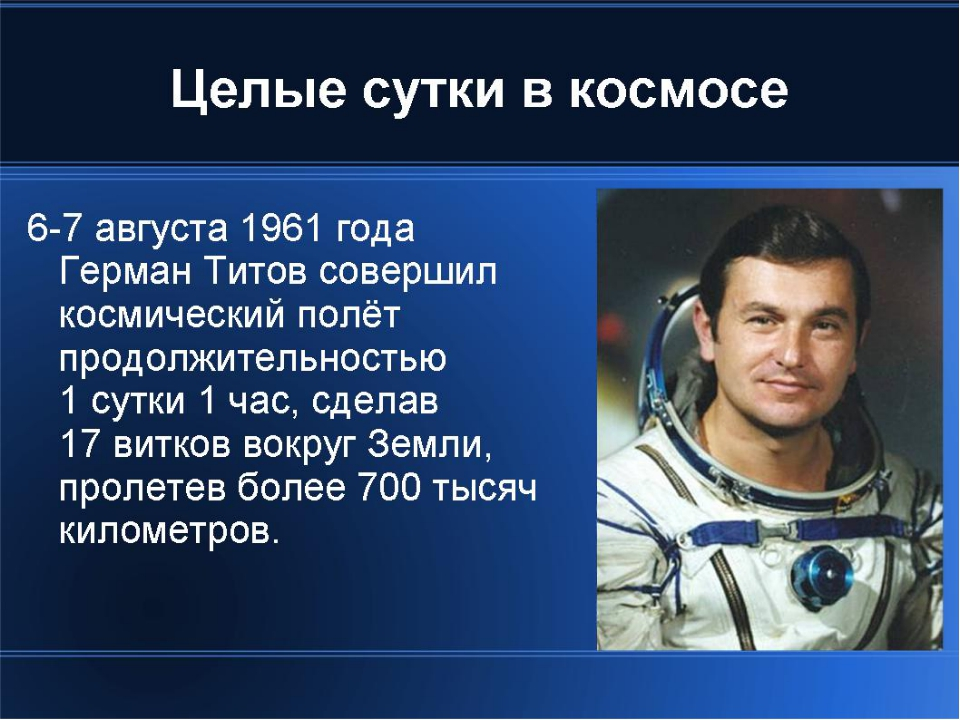 Целые сутки в космосе
6-7 августа 1961 года
Герман Титов совершил
космический полёт
продолжительностью
1 сутки 1 час, сделав
17 витков вокруг Земли,
пролетев более 700 тысяч
километров.